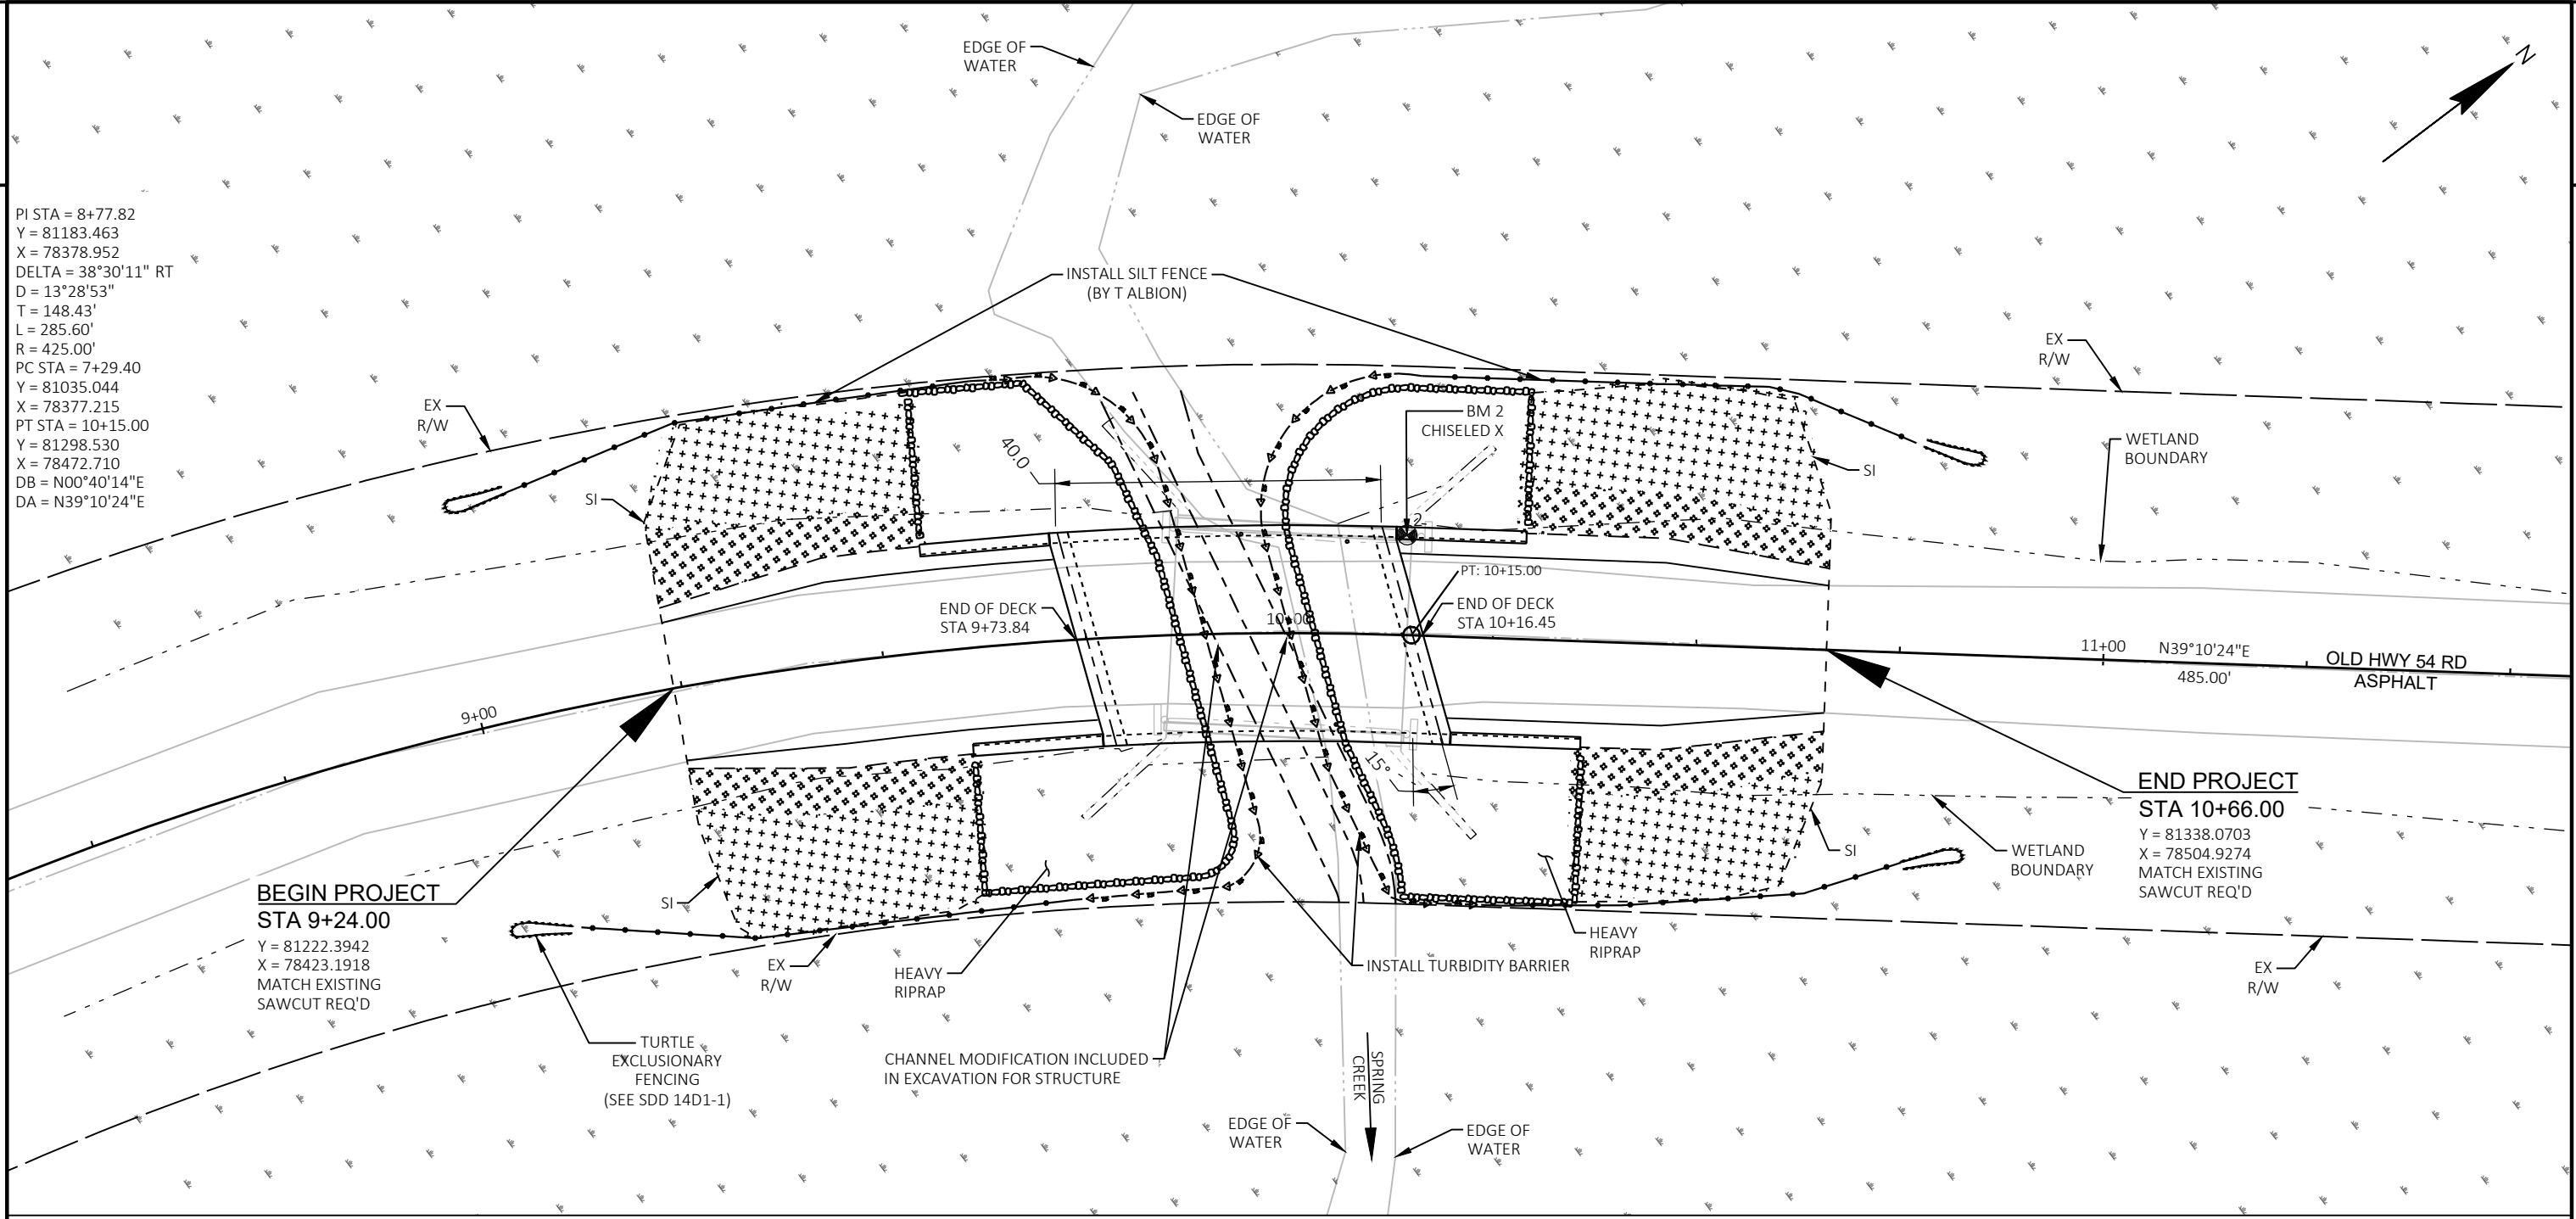 EDGE OF
WATER
EDGE OF
WATER
N
PI STA = 8+77.82
Y = 81183.463
X = 78378.952
DELTA = 38°30'11" RT
D = 13°28'53"
T = 148.43'
L = 285.60'
R = 425.00'
PC STA = 7+29.40
Y = 81035.044
X = 78377.215
PT STA = 10+15.00
Y = 81298.530
X = 78472.710
DB = N00°40'14"E
DA = N39°10'24"E
INSTALL SILT FENCE
(BY T ALBION)
EX
R/W
EX
R/W
BM 2
CHISELED X
WETLAND
BOUNDARY
40.0
SI
SI
2
PT: 10+15.00
END OF DECK
STA 9+73.84
10+00
END OF DECK
STA 10+16.45
9+00
11+00
N39°10'24"E
485.00'
OLD HWY 54 RD
ASPHALT
15°
END PROJECT
STA 10+66.00
Y = 81338.0703
X = 78504.9274
MATCH EXISTING
SAWCUT REQ'D
SI
WETLAND
BOUNDARY
BEGIN PROJECT
STA 9+24.00
Y = 81222.3942
X = 78423.1918
MATCH EXISTING
SAWCUT REQ'D
SI
EX
R/W
HEAVY
RIPRAP
INSTALL TURBIDITY BARRIER
HEAVY
RIPRAP
EX
R/W
TURTLE
EXCLUSIONARY
FENCING
(SEE SDD 14D1-1)
CHANNEL MODIFICATION INCLUDED
IN EXCAVATION FOR STRUCTURE
SPRING
CREEK
EDGE OF
WATER
EDGE OF
WATER